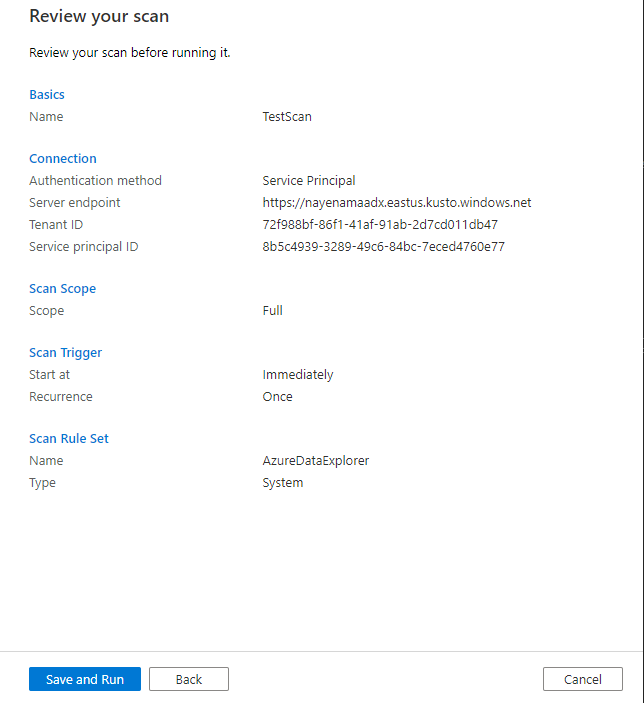 Review your scan
Review your scan before running it.
Basics
Name TestScan
Connection
Authentication method Service Principal
Server endpoint https://nayenamaadx.eastus.kusto.windows.net
Tenant ID 72f988bf-86f1-41af-91ab-2d7cd011db47
Service principal ID 8b5c4939-3289-49c6-84bc-7eced4760e77
Scan Scope
Scope Full
Scan Trigger
Start at Immediately
Recurrence Once
Scan Rule Set
Name AzureDataExplorer
Type System
Save and Run Back Cancel